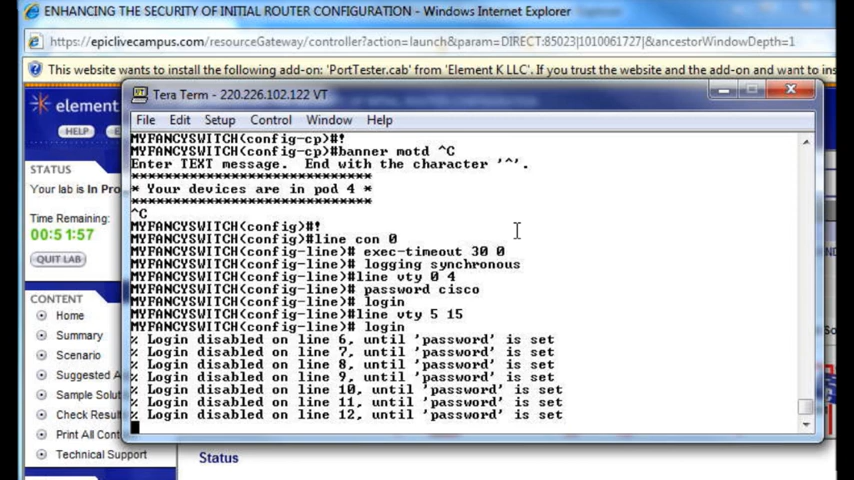 ENHANCING THE SECURITY OF INITIAL ROUTER CONFIGURATION - Windows Internet Explorer
https://epiclivecampus.com/resourceGateway/controller?action=launch&param=DIRECT:85023|1010061727|&ancestorWindowDepth=1
This website wants to install the following add-on: 'PortTester.cab' from 'Element K LLC'. If you trust the website and the add-on and want to ins
element
HELP
STATUS
Your lab is In Pro
Time Remaining:
00:51:57
QUIT LAB
CONTENT
Home
Summary
Scenario
Suggested A
Sample Solu
Check Result
Print All Cont
Technical Support
Tera Term - 220.226.102.122 VT
File Edit Setup Control Window Help
MYFANCYSWITCH(config-cp)#!
MYFANCYSWITCH(config-cp)#banner motd ^C
Enter TEXT message. End with the character '^'.
*****************************
* Your devices are in pod 4 *
*****************************
^C
MYFANCYSWITCH(config)#!
MYFANCYSWITCH(config)#line con 0
MYFANCYSWITCH(config-line)# exec-timeout 30 0
MYFANCYSWITCH(config-line)# logging synchronous
MYFANCYSWITCH(config-line)#line vty 0 4
MYFANCYSWITCH(config-line)# password cisco
MYFANCYSWITCH(config-line)# login
MYFANCYSWITCH(config-line)#line vty 5 15
MYFANCYSWITCH(config-line)# login
% Login disabled on line 6, until 'password' is set
% Login disabled on line 7, until 'password' is set
% Login disabled on line 8, until 'password' is set
% Login disabled on line 9, until 'password' is set
% Login disabled on line 10, until 'password' is set
% Login disabled on line 11, until 'password' is set
% Login disabled on line 12, until 'password' is set
Status